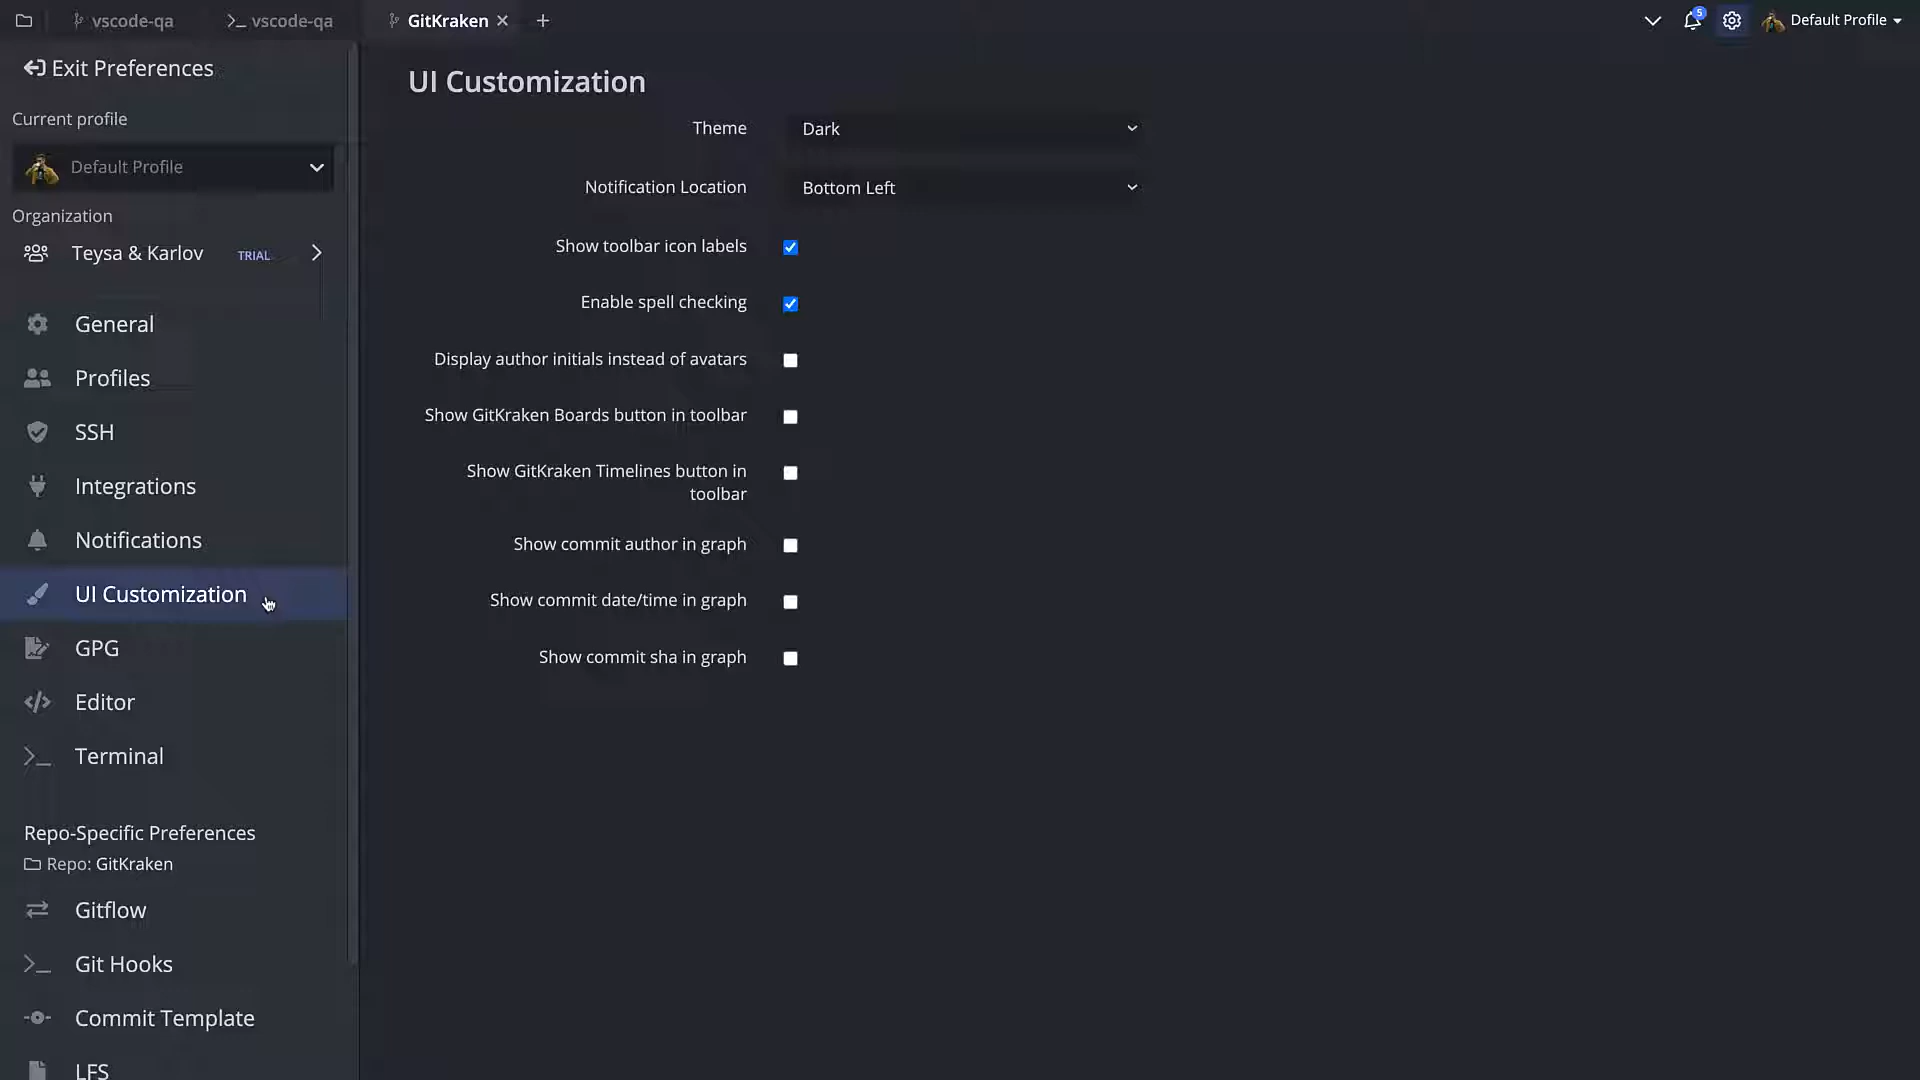 vscode-qa
vscode-qa
GitKraken
5
Default Profile
Exit Preferences
Current profile
Default Profile
Organization
Teysa & Karlov TRIAL
General
Profiles
SSH
Integrations
Notifications
UI Customization
GPG
Editor
Terminal
Repo-Specific Preferences
Repo: GitKraken
Gitflow
Git Hooks
Commit Template
LFS
UI Customization
Theme Dark
Notification Location Bottom Left
Show toolbar icon labels
Enable spell checking
Display author initials instead of avatars
Show GitKraken Boards button in toolbar
Show GitKraken Timelines button in
toolbar
Show commit author in graph
Show commit date/time in graph
Show commit sha in graph